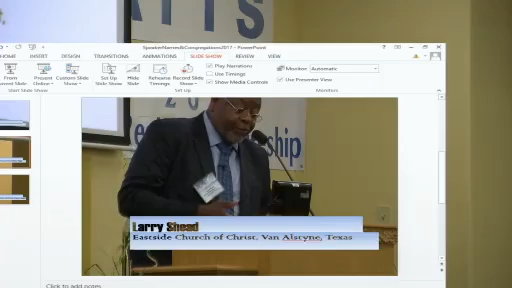 ATTS
SpeakerNames&Congregations2017 - PowerPoint
HOME INSERT DESIGN TRANSITIONS ANIMATIONS SLIDE SHOW REVIEW VIEW
From Current Slide
Present Online
Custom Slide Show
Set Up Slide Show
Hide Slide
Rehearse Timings
Record Slide Show
Play Narrations
Use Timings
Show Media Controls
Monitor: Automatic
Use Presenter View
Start Slide Show
Set Up
Monitors
Larry Shead
Eastside Church of Christ, Van Alstyne, Texas
Click to add notes